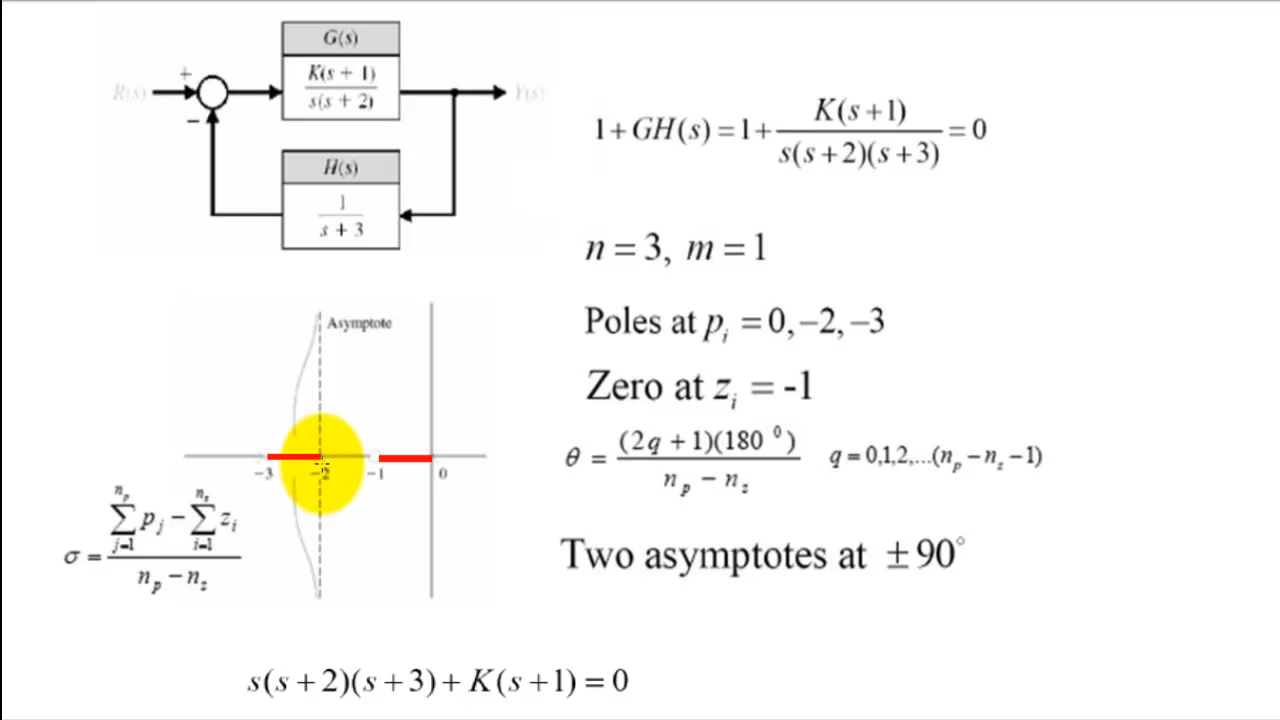 G(s)
K(s + 1)
s(s + 2)
R(s)
+
−
Y(s)
H(s)
1
s + 3
1 + GH(s) = 1 + K(s + 1) / s(s + 2)(s + 3) = 0
n = 3, m = 1
Poles at p_i = 0, −2, −3
Zero at z_i = -1
θ = (2q + 1)(180 ⁰) / n_p − n_z   q = 0,1,2,...(n_p − n_z − 1)
Two asymptotes at ± 90°
Asymptote
−3 −2 −1 0
σ = ∑_{j=1}^{n_p} p_j − ∑_{i=1}^{n_z} z_i / n_p − n_z
s(s + 2)(s + 3) + K(s + 1) = 0